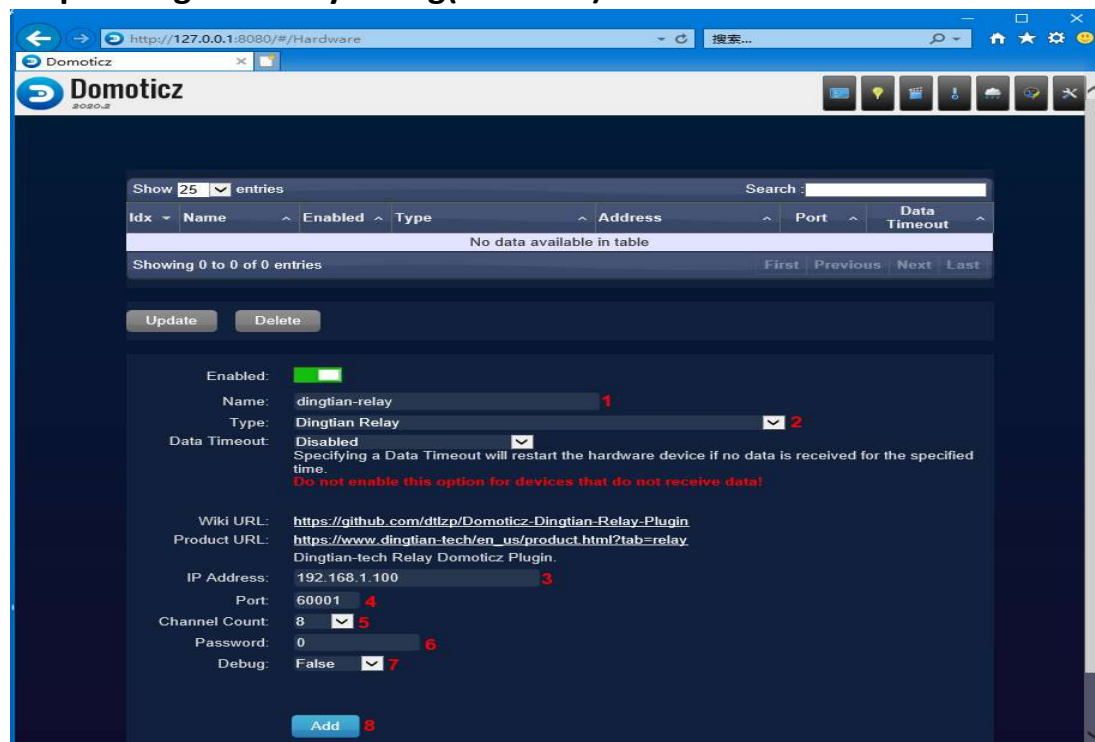 http://127.0.0.1:8080/#/Hardware
搜索...
Domoticz
Domoticz
2020.2
Show 25 entries
Search :
Idx Name Enabled Type Address Port Data Timeout
No data available in table
Showing 0 to 0 of 0 entries
First Previous Next Last
Update Delete
Enabled:
Name: dingtian-relay 1
Type: Dingtian Relay 2
Data Timeout: Disabled
Specifying a Data Timeout will restart the hardware device if no data is received for the specified
time.
Do not enable this option for devices that do not receive data!
Wiki URL: https://github.com/dtlzp/Domoticz-Dingtian-Relay-Plugin
Product URL: https://www.dingtian-tech/en_us/product.html?tab=relay
Dingtian-tech Relay Domoticz Plugin.
IP Address: 192.168.1.100 3
Port: 60001 4
Channel Count: 8 5
Password: 0 6
Debug: False 7
Add 8